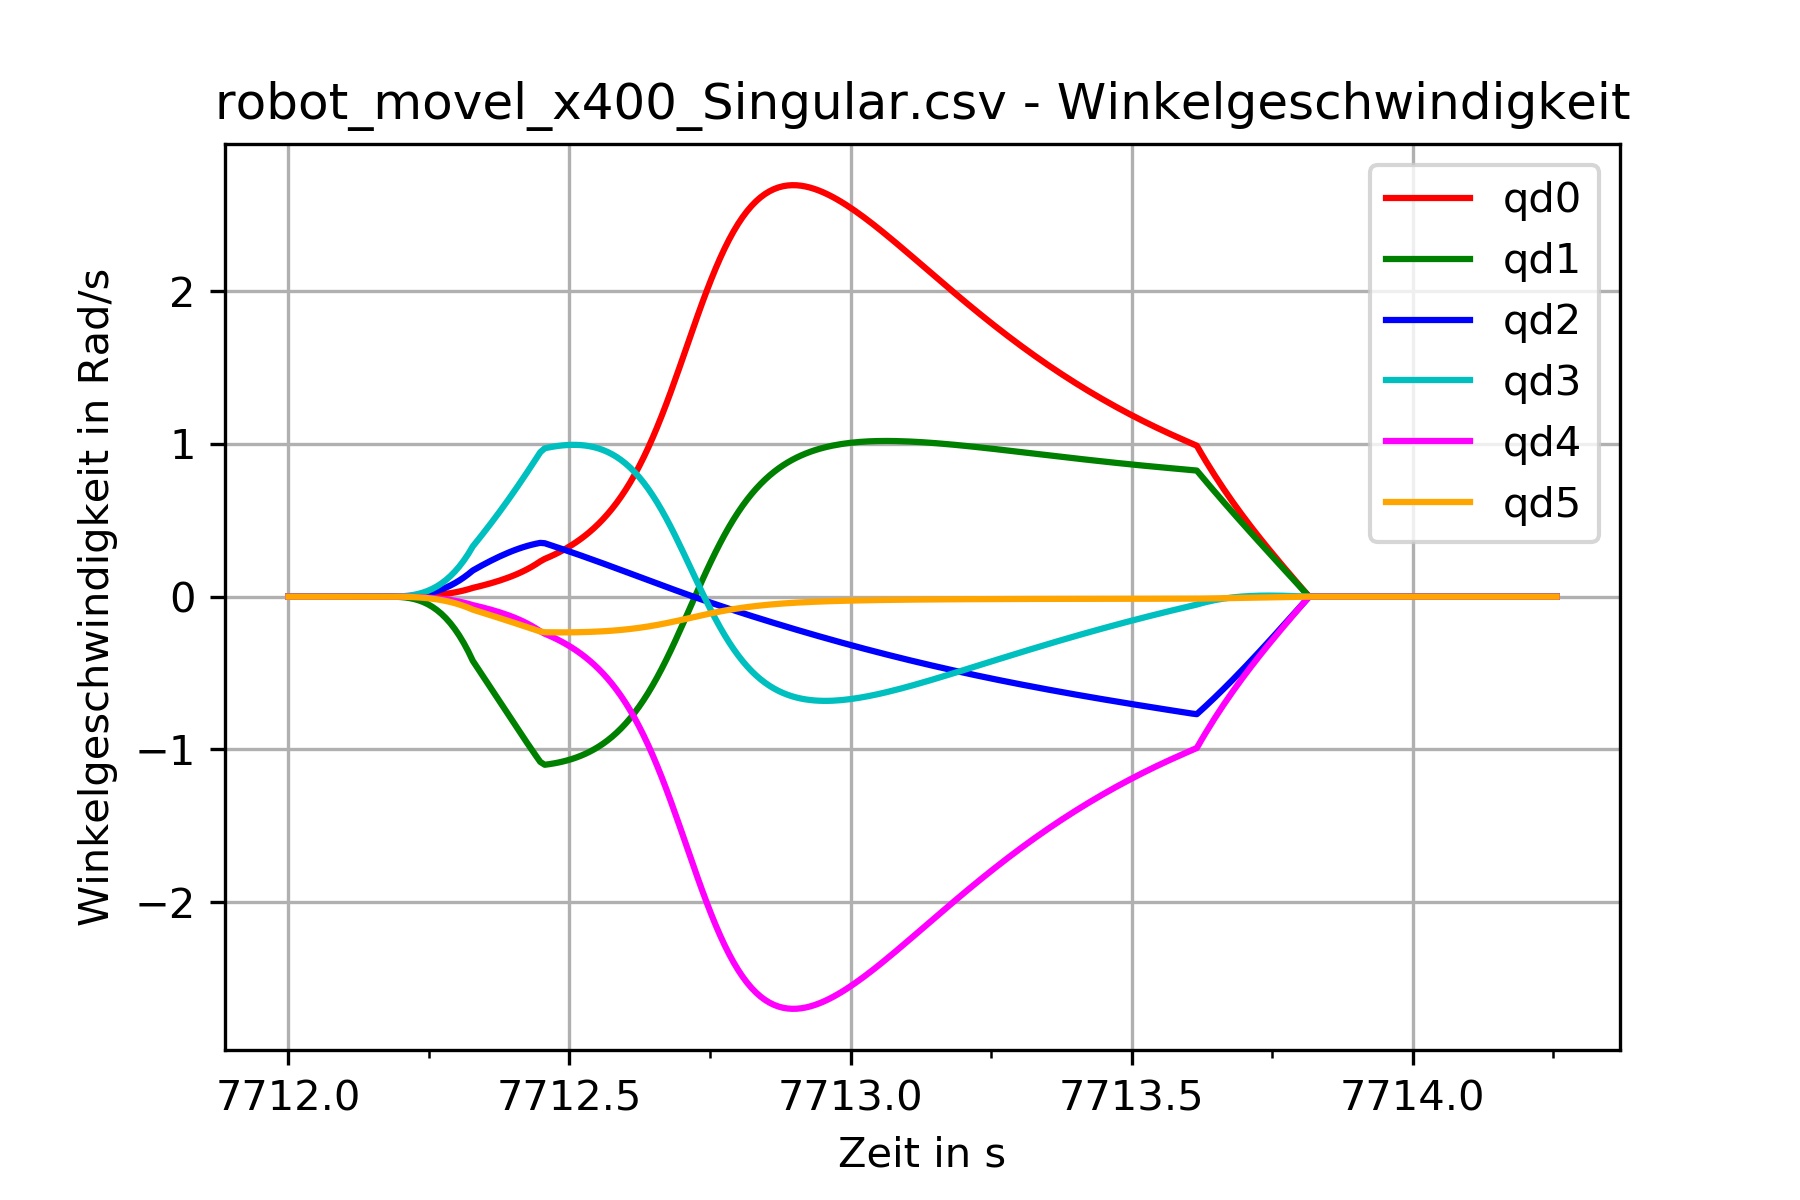 robot_movel_x400_Singular.csv - Winkelgeschwindigkeit
Winkelgeschwindigkeit in Rad/s
2
1
0
−1
−2
qd0
qd1
qd2
qd3
qd4
qd5
7712.0 7712.5 7713.0 7713.5 7714.0
Zeit in s